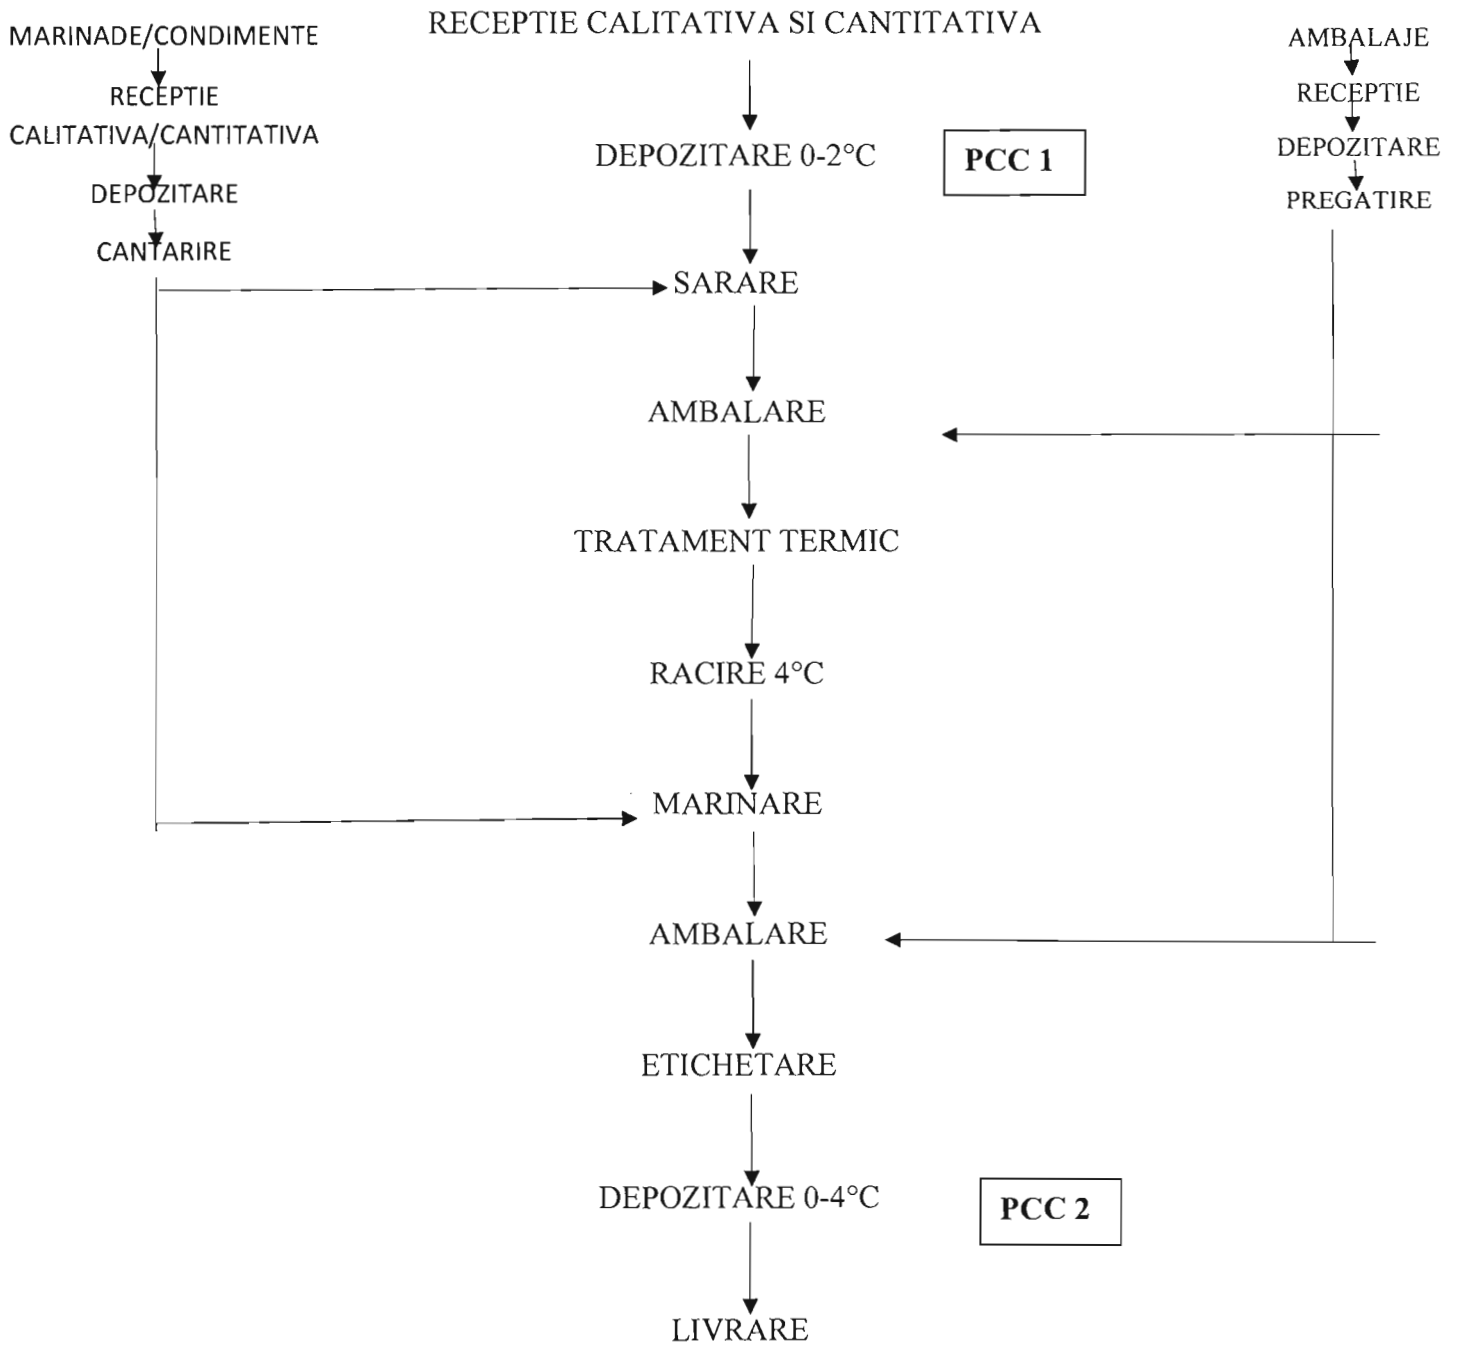 MARINADE/CONDIMENTE
RECEPTIE
CALITATIVA/CANTITATIVA
DEPOZITARE
CANTARIRE
RECEPTIE CALITATIVA SI CANTITATIVA
DEPOZITARE 0-2°C
PCC 1
SARARE
AMBALARE
TRATAMENT TERMIC
RACIRE 4°C
MARINARE
AMBALARE
ETICHETARE
DEPOZITARE 0-4°C
PCC 2
LIVRARE
AMBALAJE
RECEPTIE
DEPOZITARE
PREGATIRE